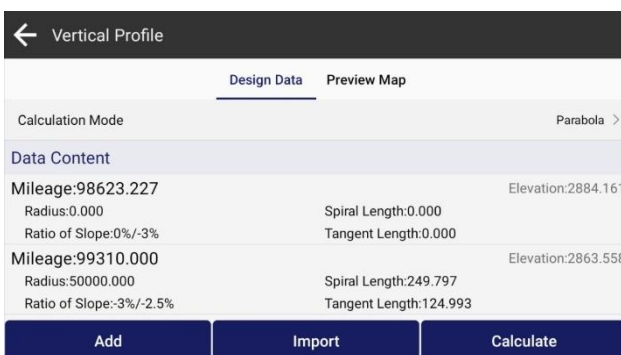 Vertical Profile
Design Data Preview Map
Calculation Mode Parabola >
Data Content
Mileage:98623.227 Elevation:2884.161
Radius:0.000 Spiral Length:0.000
Ratio of Slope:0%/-3% Tangent Length:0.000
Mileage:99310.000 Elevation:2863.558
Radius:50000.000 Spiral Length:249.797
Ratio of Slope:-3%/-2.5% Tangent Length:124.993
Add Import Calculate